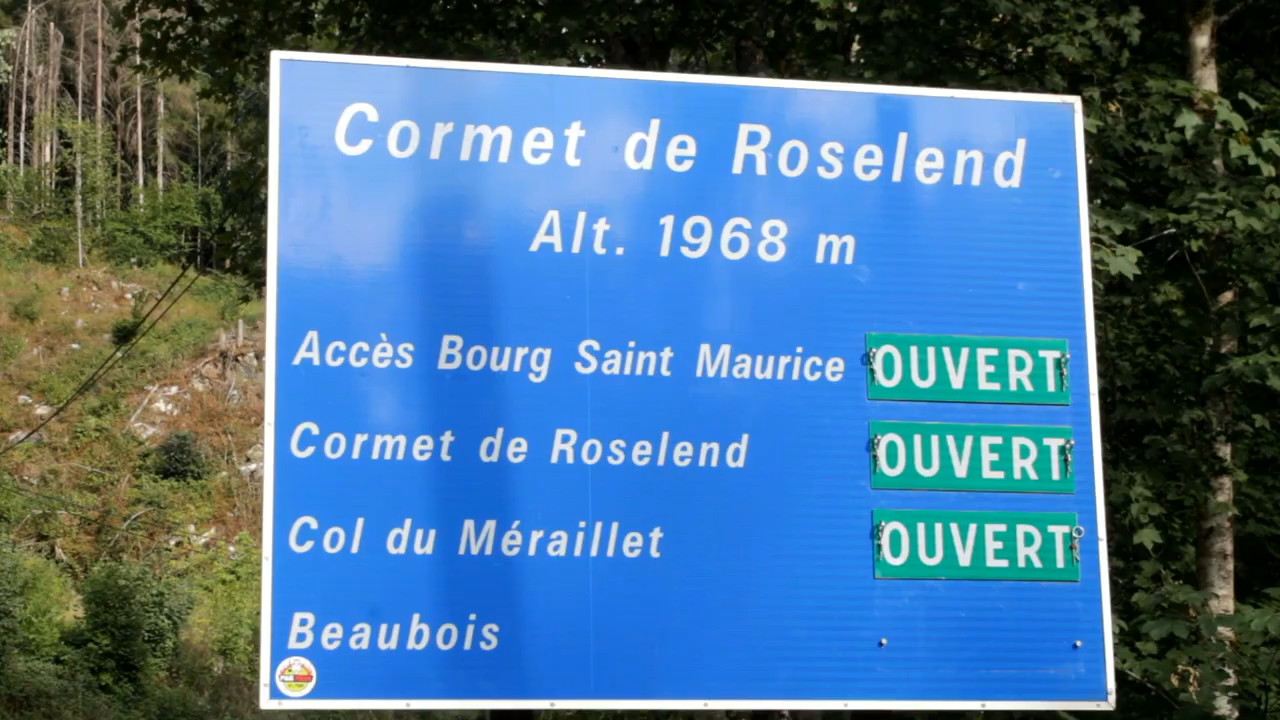 Cormet de Roselend
Alt. 1968 m
Accès Bourg Saint Maurice OUVERT
Cormet de Roselend OUVERT
Col du Méraillet OUVERT
Beaubois